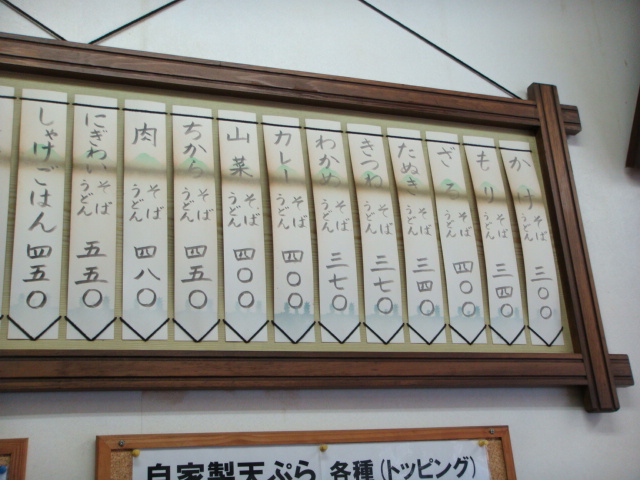 かけ そば うどん 三〇〇
もり そば うどん 三四〇
ざる そば うどん 四〇〇
たぬき そば うどん 三四〇
きつね そば うどん 三七〇
わかめ そば うどん 三七〇
カレー そば うどん 四〇〇
山菜 そば うどん 四〇〇
ちから そば うどん 四五〇
肉 そば うどん 四八〇
にぎわい そば うどん 五五〇
しゃけごはん 四五〇
自家製天ぷら 各種(トッピング)